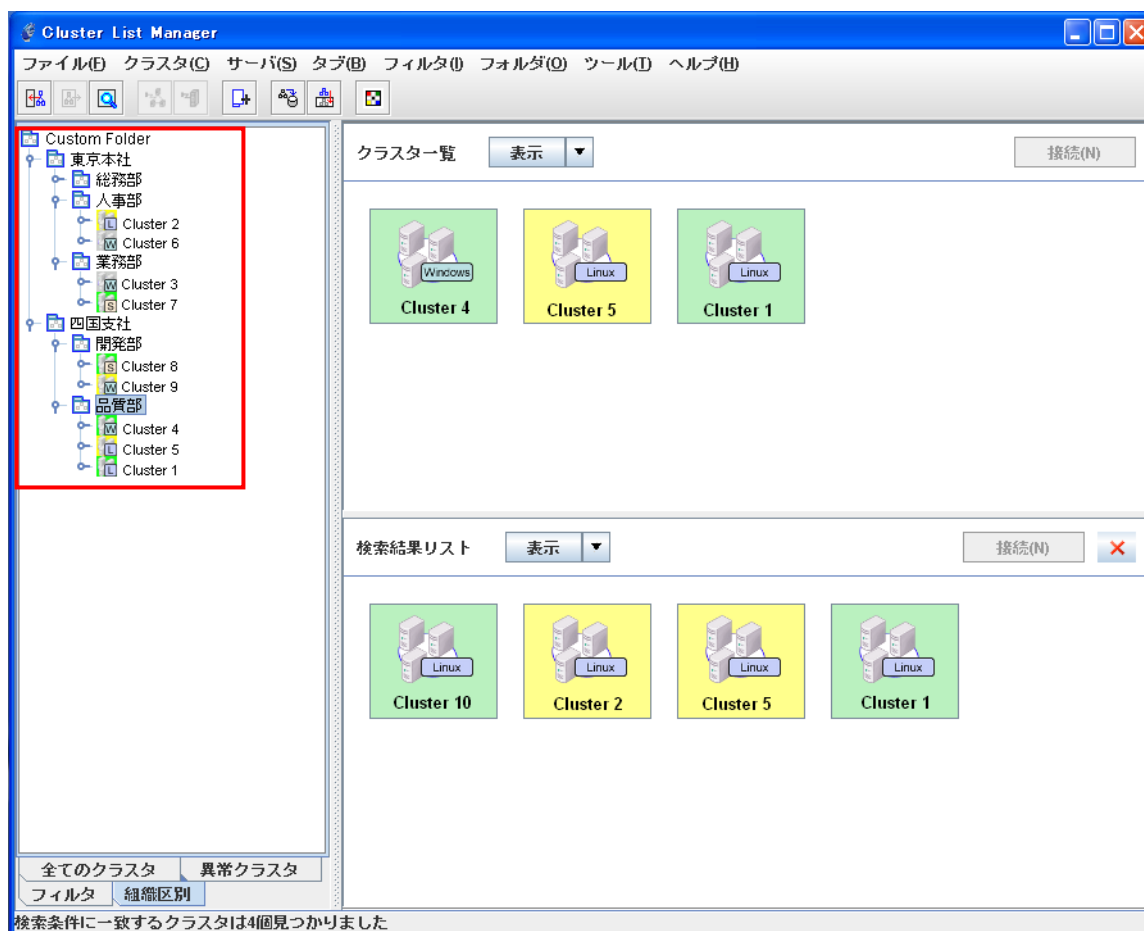 Cluster List Manager
ファイル(F) クラスタ(C) サーバ(S) タブ(B) フィルタ(I) フォルダ(O) ツール(T) ヘルプ(H)
Custom Folder
東京本社
総務部
人事部
L Cluster 2
W Cluster 6
業務部
W Cluster 3
S Cluster 7
四国支社
開発部
S Cluster 8
W Cluster 9
品質部
W Cluster 4
L Cluster 5
L Cluster 1
全てのクラスタ 異常クラスタ
フィルタ 組織区別
クラスター覧 表示 接続(N)
Windows Linux Linux
Cluster 4 Cluster 5 Cluster 1
検索結果リスト 表示 接続(N)
Linux Linux Linux Linux
Cluster 10 Cluster 2 Cluster 5 Cluster 1
検索条件に一致するクラスタは4個見つかりました